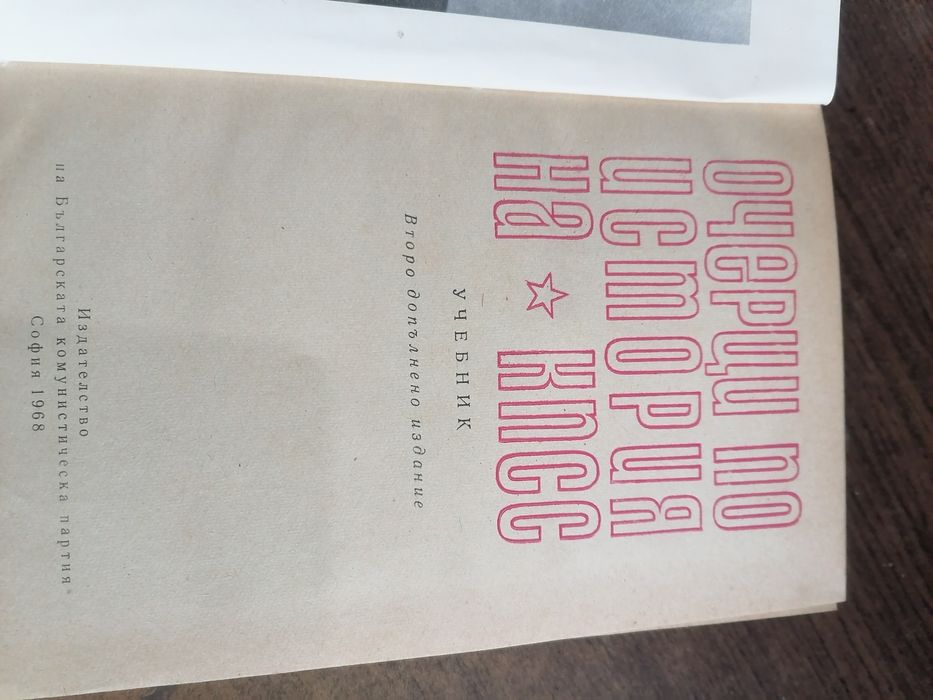 очерци по
история
на ☆ кпсс
УЧЕБНИК
Второ допълнено издание
Издателство
на Българската комунистическа партия
София 1968